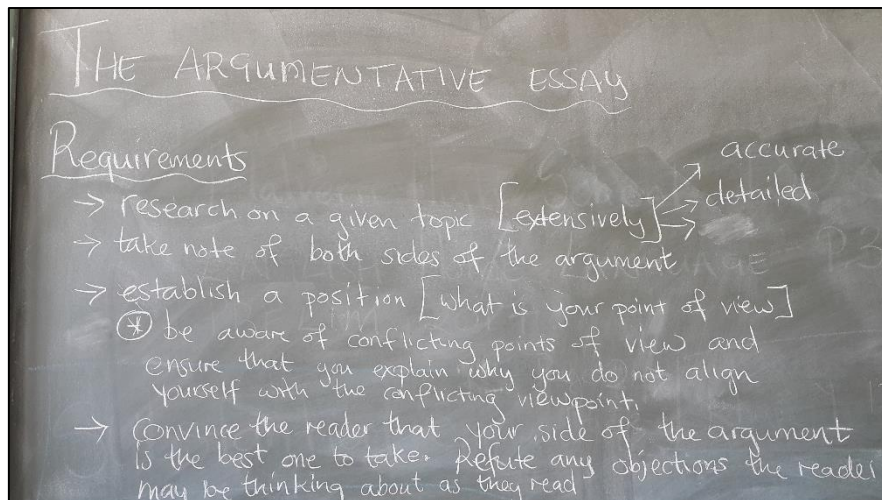 THE ARGUMENTATIVE ESSAY
Requirements
→ research on a given topic [extensively] → accurate
→ detailed
→
→ take note of both sides of the argument
→ establish a position [what is your point of view]
* be aware of conflicting points of view and
ensure that you explain why you do not align
yourself with the conflicting viewpoint.
→ Convince the reader that your side of the argument
is the best one to take. Refute any objections the reader
may be thinking about as they read